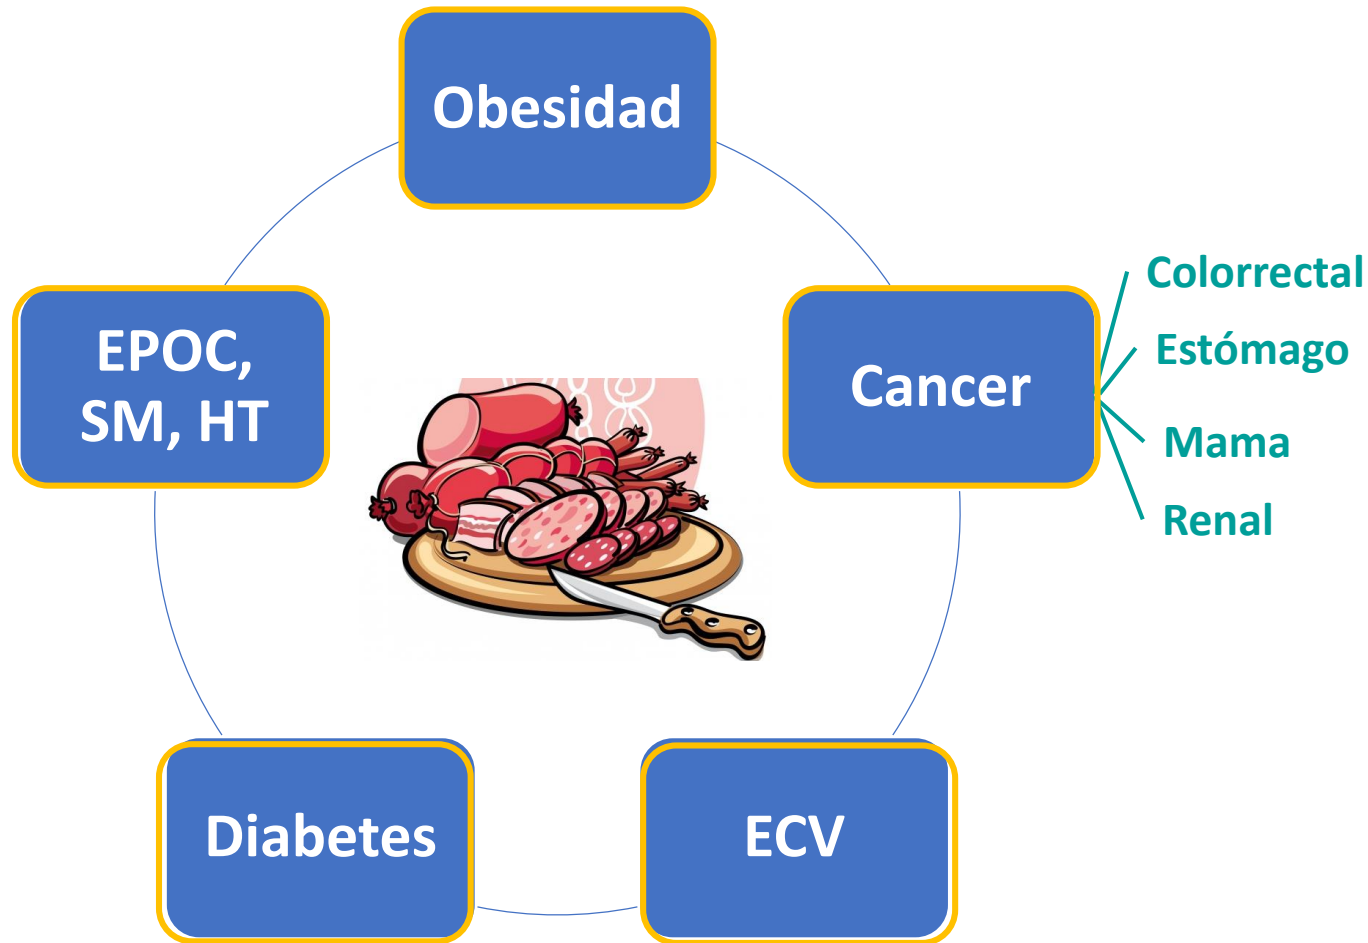 Obesidad
Cancer
Colorrectal
Estómago
Mama
Renal
ECV
Diabetes
EPOC,
SM, HT